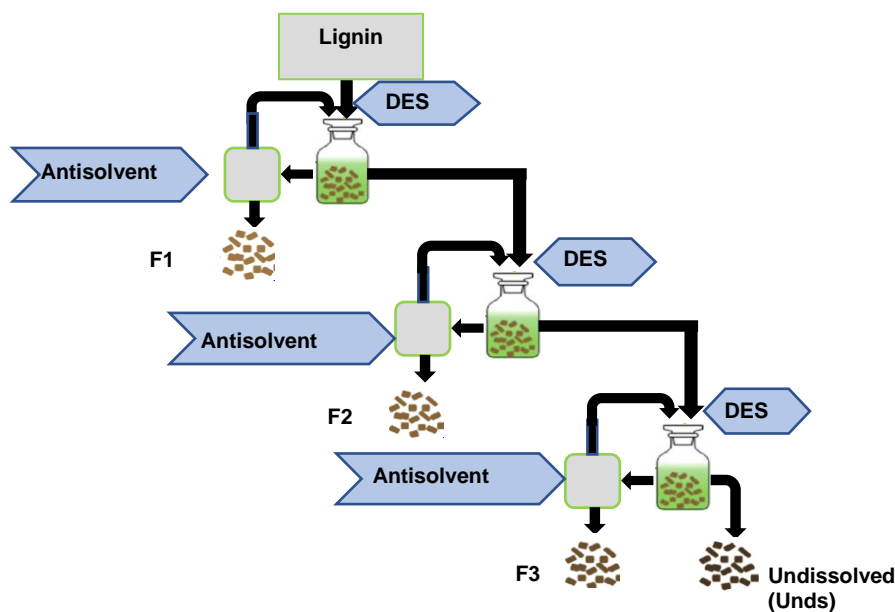 Lignin
DES
Antisolvent
F1
DES
Antisolvent
F2
DES
Antisolvent
F3
Undissolved
(Unds)